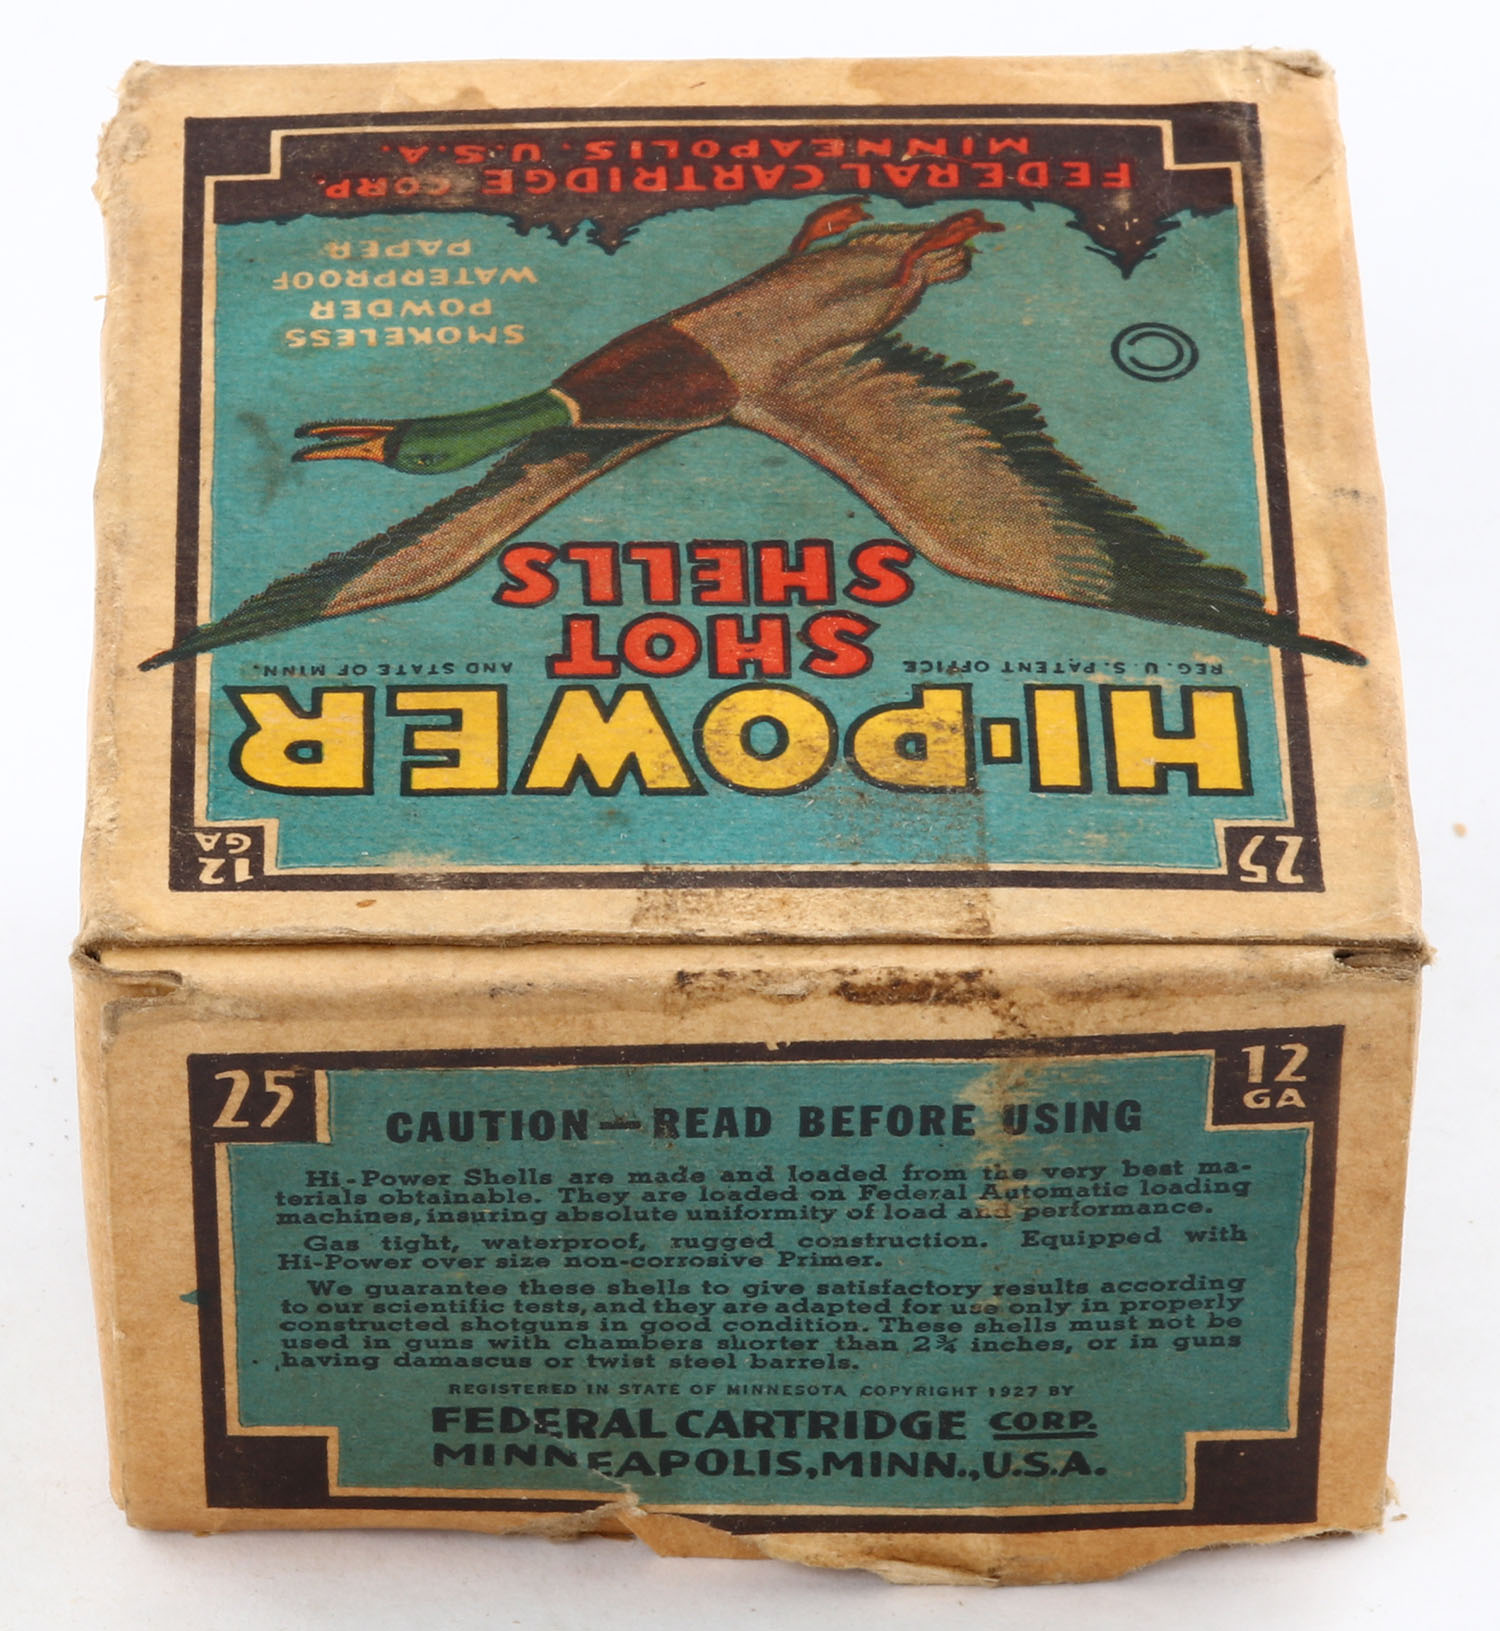 25
12
GA
HI-POWER
REG. U.S. PATENT OFFICE
AND STATE OF MINN.
SHOT
SHELLS
©
SMOKELESS
POWDER
WATERPROOF
PAPER
FEDERAL CARTRIDGE CORP.
MINNEAPOLIS. U.S.A.
25
12
GA
CAUTION—READ BEFORE USING
Hi-Power Shells are made and loaded from the very best ma-
terials obtainable. They are loaded on Federal Automatic loading
machines, insuring absolute uniformity of load and performance.
Gas tight, waterproof, rugged construction. Equipped with
Hi-Power over size non-corrosive Primer.
We guarantee these shells to give satisfactory results according
to our scientific tests, and they are adapted for use only in properly
constructed shotguns in good condition. These shells must not be
used in guns with chambers shorter than 2¾ inches, or in guns
having damascus or twist steel barrels.
REGISTERED IN STATE OF MINNESOTA COPYRIGHT 1927 BY
FEDERAL CARTRIDGE CORP.
MINNEAPOLIS, MINN., U.S.A.